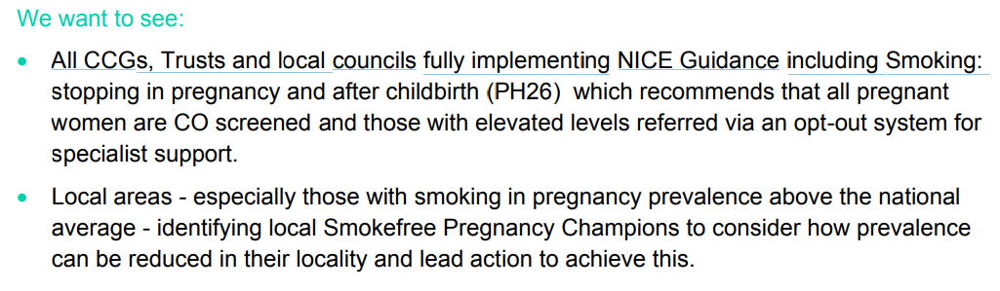 We want to see:
• All CCGs, Trusts and local councils fully implementing NICE Guidance including Smoking:
stopping in pregnancy and after childbirth (PH26) which recommends that all pregnant
women are CO screened and those with elevated levels referred via an opt-out system for
specialist support.
• Local areas - especially those with smoking in pregnancy prevalence above the national
average - identifying local Smokefree Pregnancy Champions to consider how prevalence
can be reduced in their locality and lead action to achieve this.